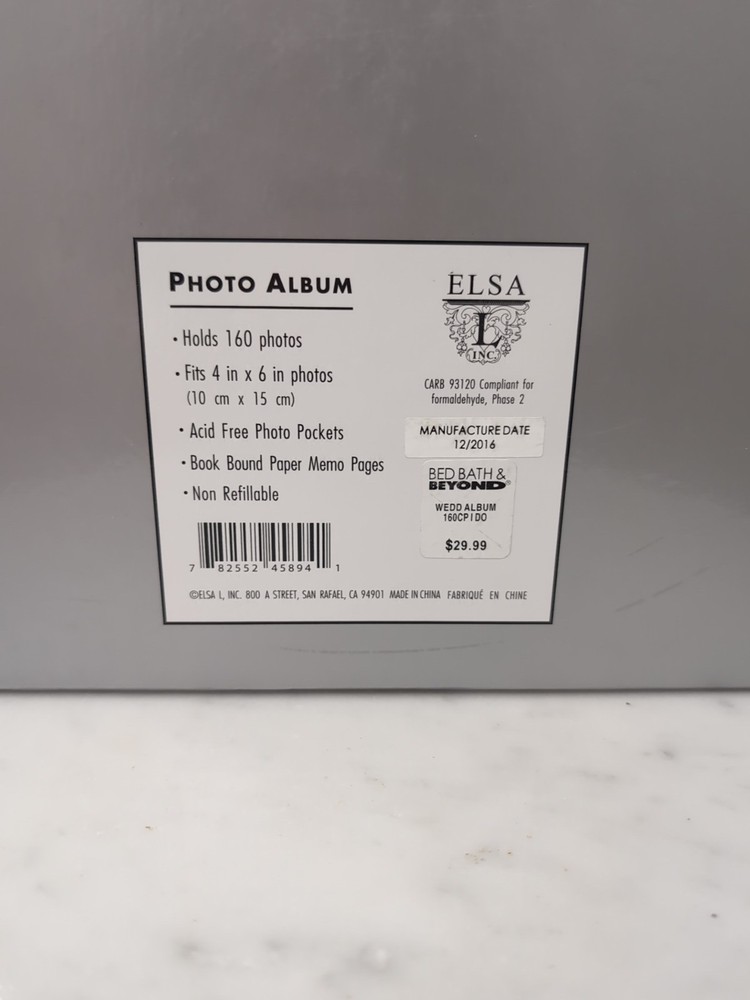 PHOTO ALBUM
• Holds 160 photos
• Fits 4 in x 6 in photos
(10 cm x 15 cm)
• Acid Free Photo Pockets
• Book Bound Paper Memo Pages
• Non Refillable
7 82552 45894 1
ELSA
L
INC.
CARB 93120 Compliant for
formaldehyde, Phase 2
MANUFACTURE DATE
12/2016
BED BATH &
BEYOND®
WEDD ALBUM
160CP I DO
$29.99
©ELSA L, INC. 800 A STREET, SAN RAFAEL, CA 94901 MADE IN CHINA FABRIQUÉ EN CHINE